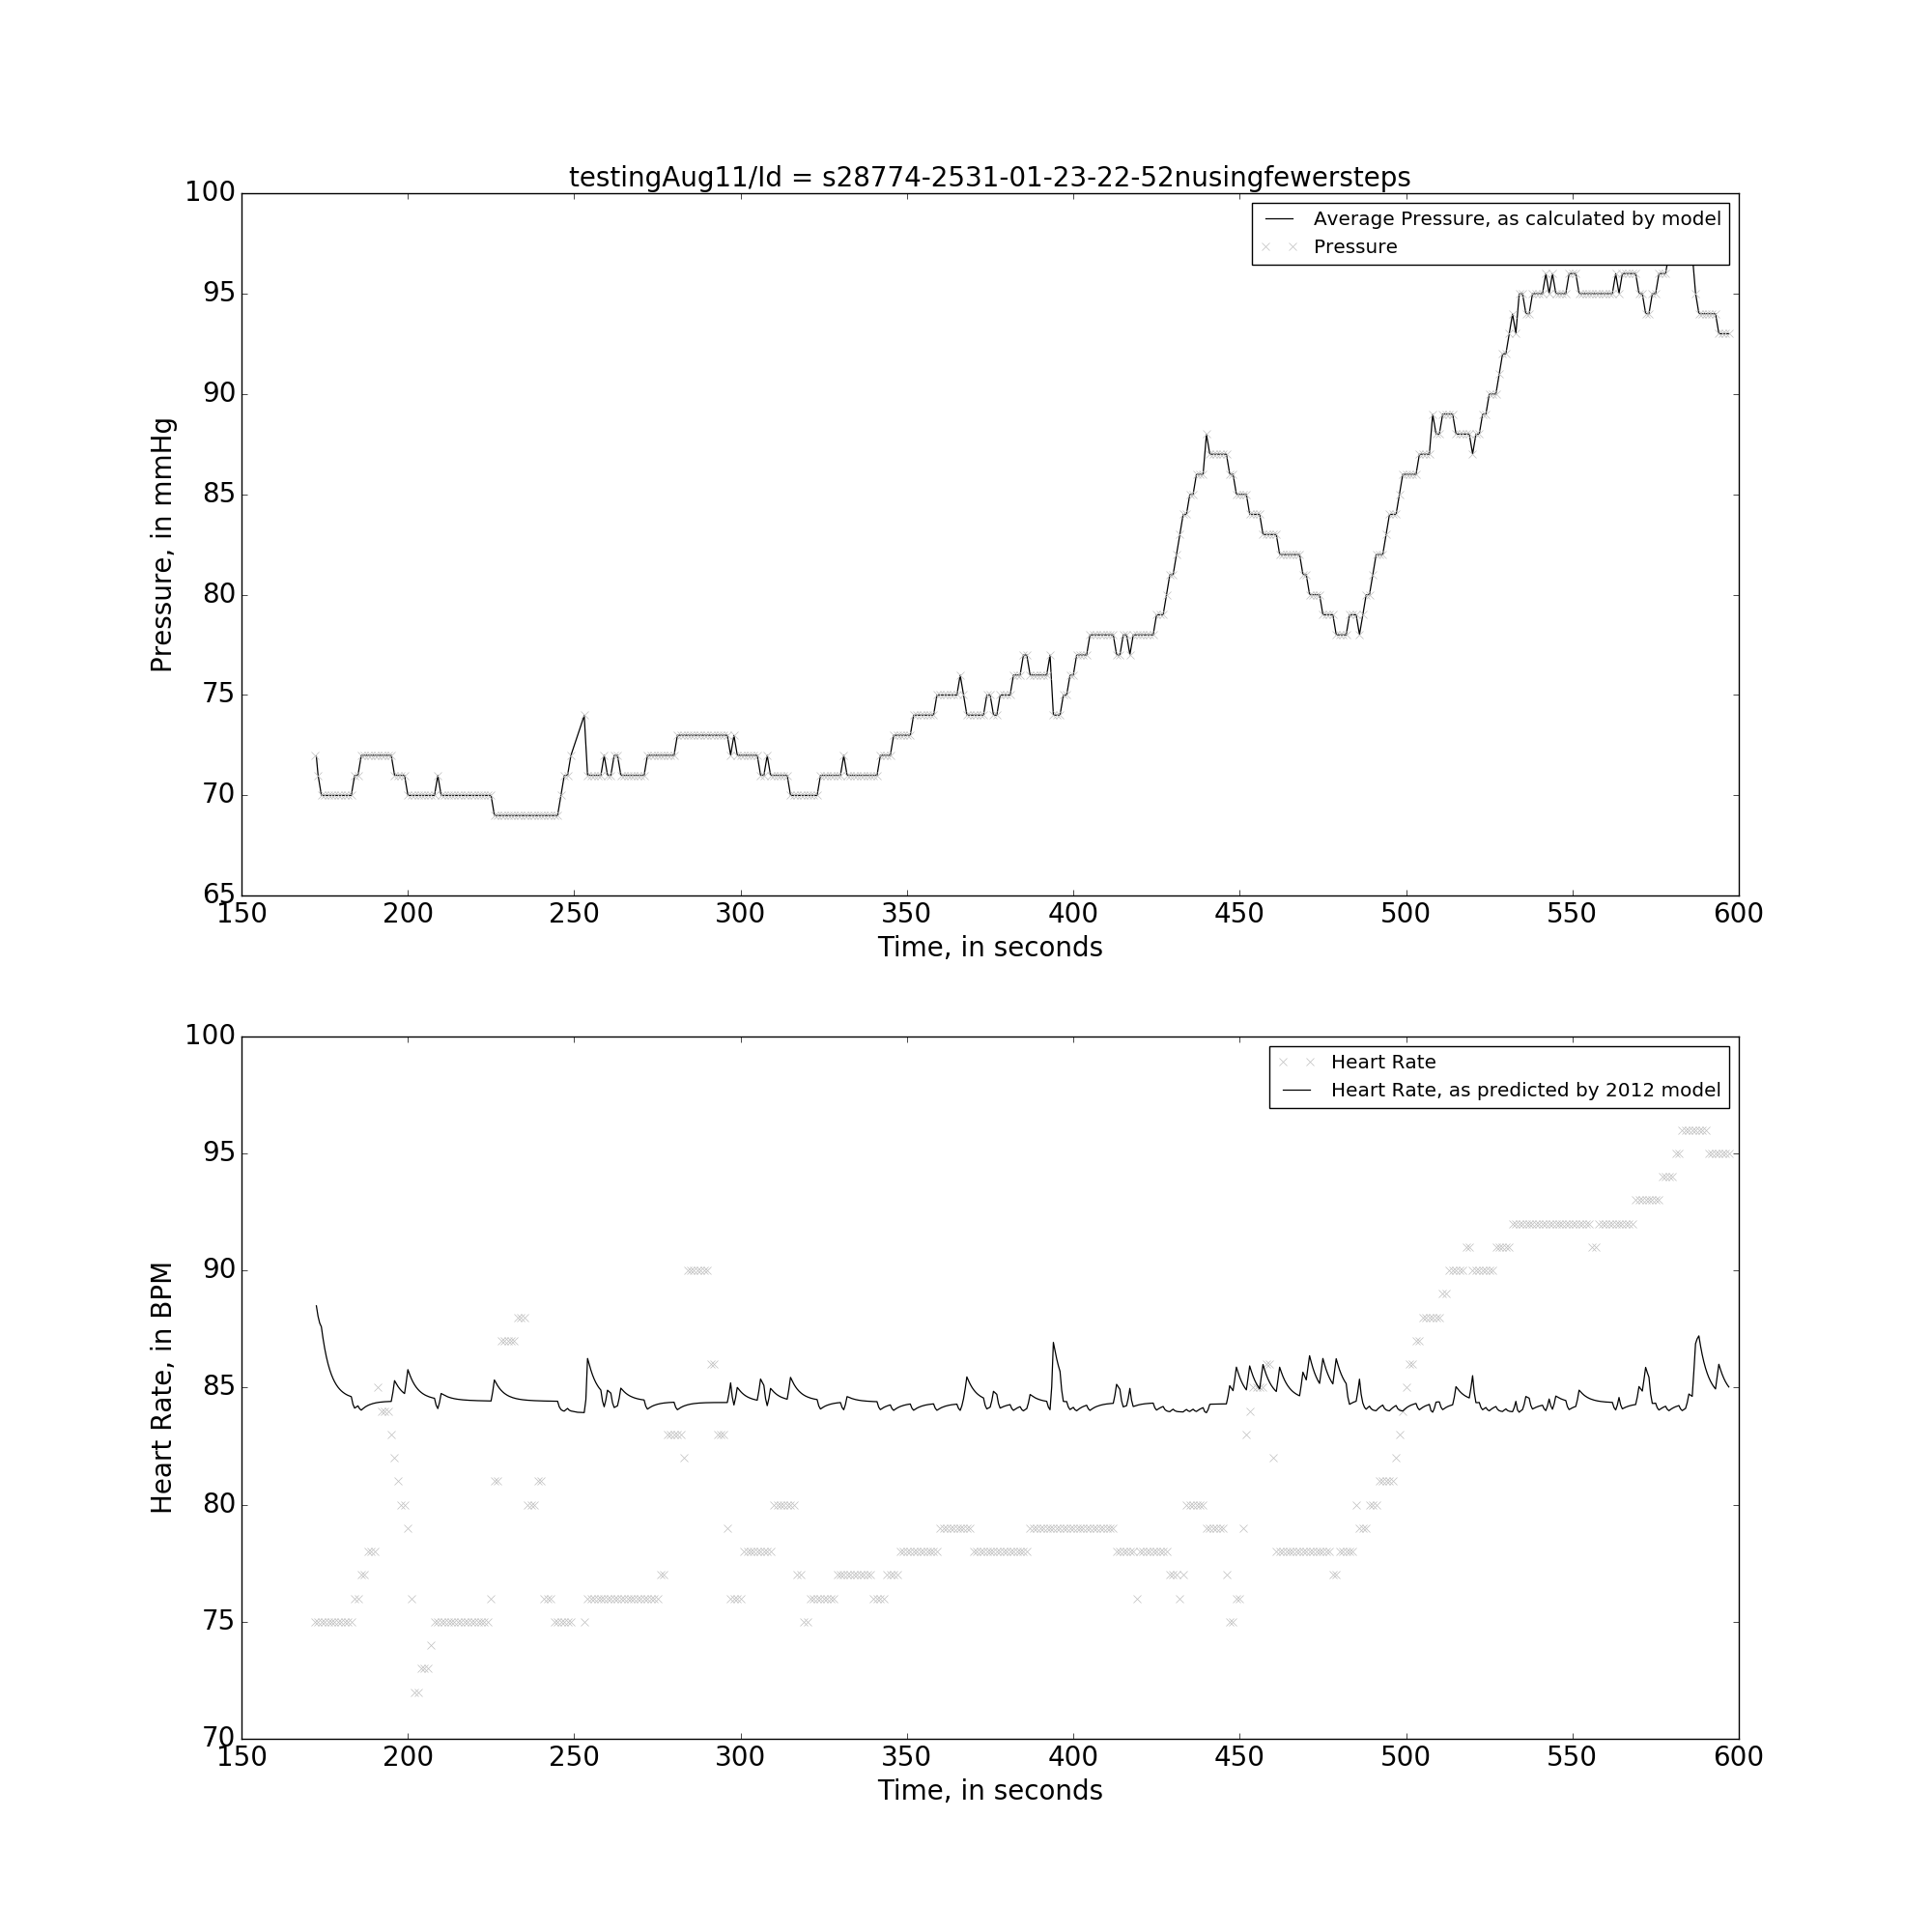 testingAug11/Id = s28774-2531-01-23-22-52nusingfewersteps
100
95
90
85
80
75
70
65
Pressure, in mmHg
Average Pressure, as calculated by model
Pressure
150 200 250 300 350 400 450 500 550 600
Time, in seconds
100
95
90
85
80
75
70
Heart Rate, in BPM
Heart Rate
Heart Rate, as predicted by 2012 model
150 200 250 300 350 400 450 500 550 600
Time, in seconds